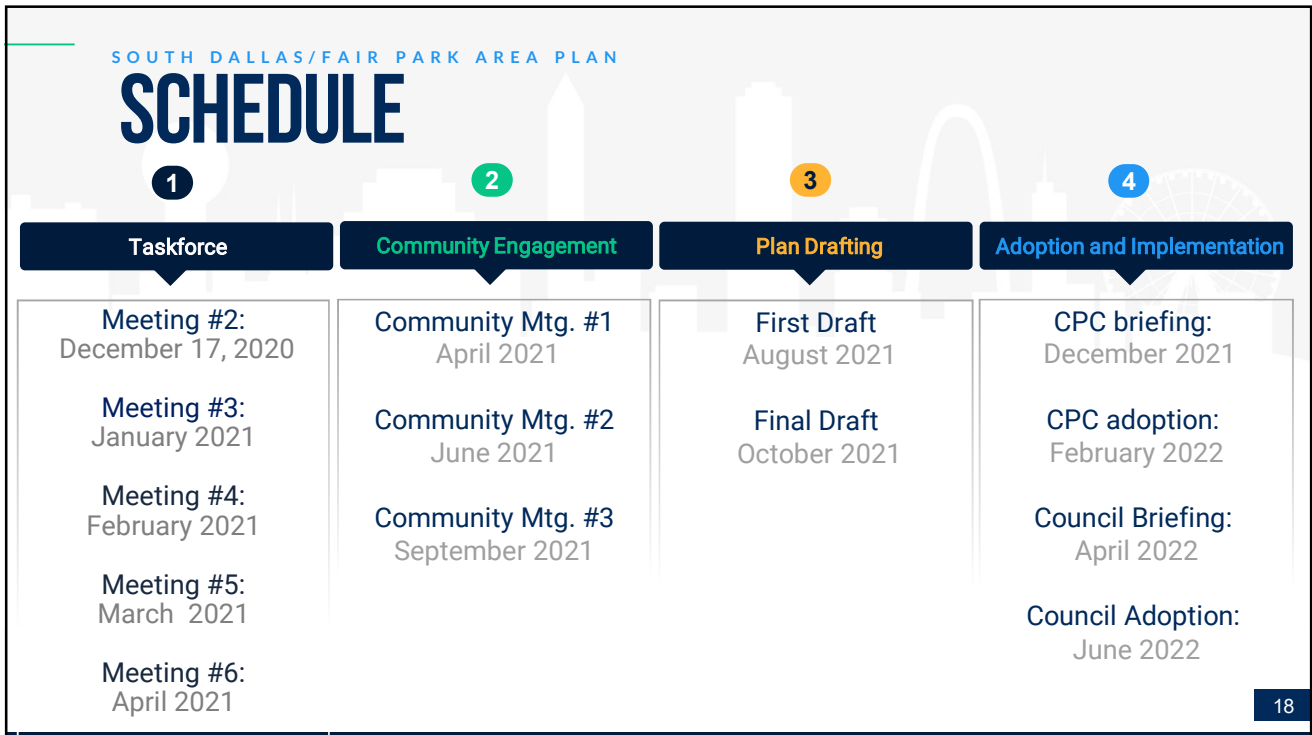 SOUTH DALLAS/FAIR PARK AREA PLAN
SCHEDULE
1
Taskforce
Meeting #2:
December 17, 2020
Meeting #3:
January 2021
Meeting #4:
February 2021
Meeting #5:
March 2021
Meeting #6:
April 2021
2
Community Engagement
Community Mtg. #1
April 2021
Community Mtg. #2
June 2021
Community Mtg. #3
September 2021
3
Plan Drafting
First Draft
August 2021
Final Draft
October 2021
4
Adoption and Implementation
CPC briefing:
December 2021
CPC adoption:
February 2022
Council Briefing:
April 2022
Council Adoption:
June 2022
18